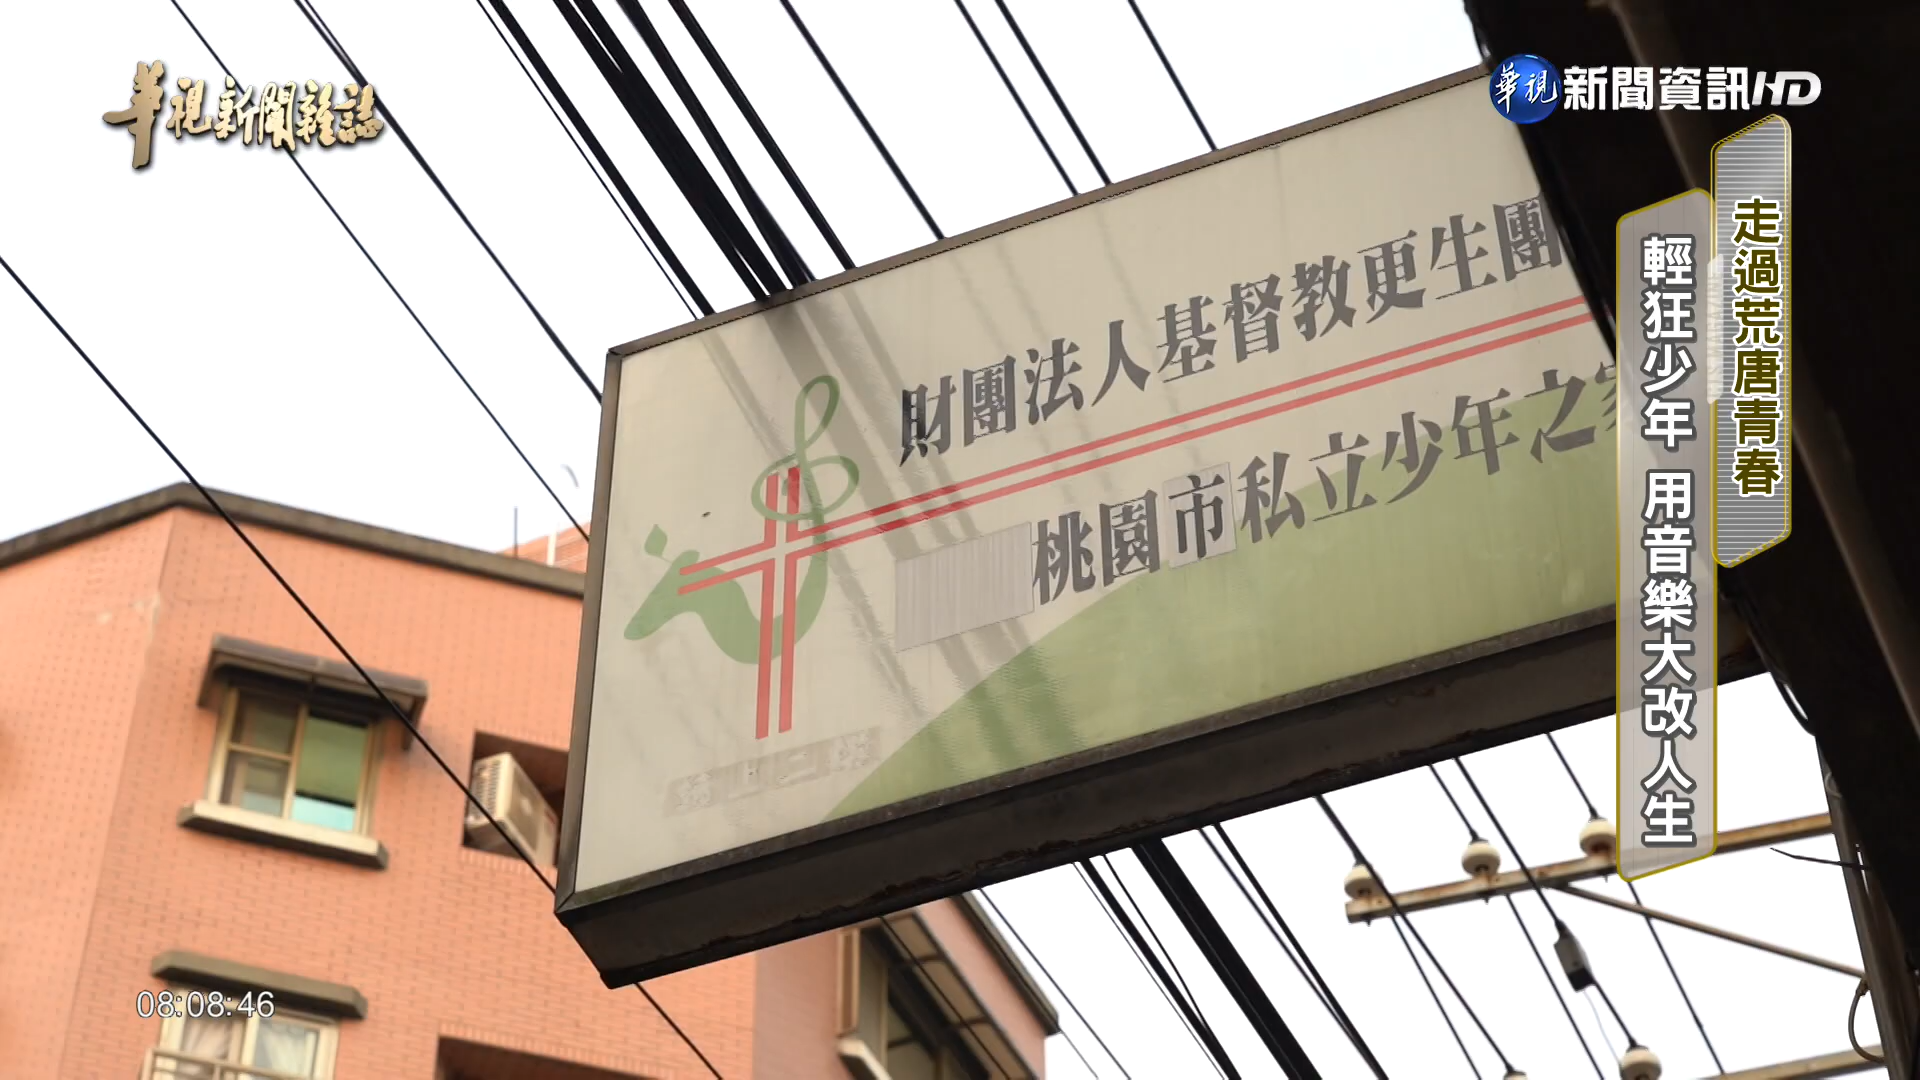 華視新聞雜誌
華視 新聞資訊HD
走過荒唐青春
輕狂少年 用音樂大改人生
財團法人基督教更生團
桃園市私立少年之家
08:08:46